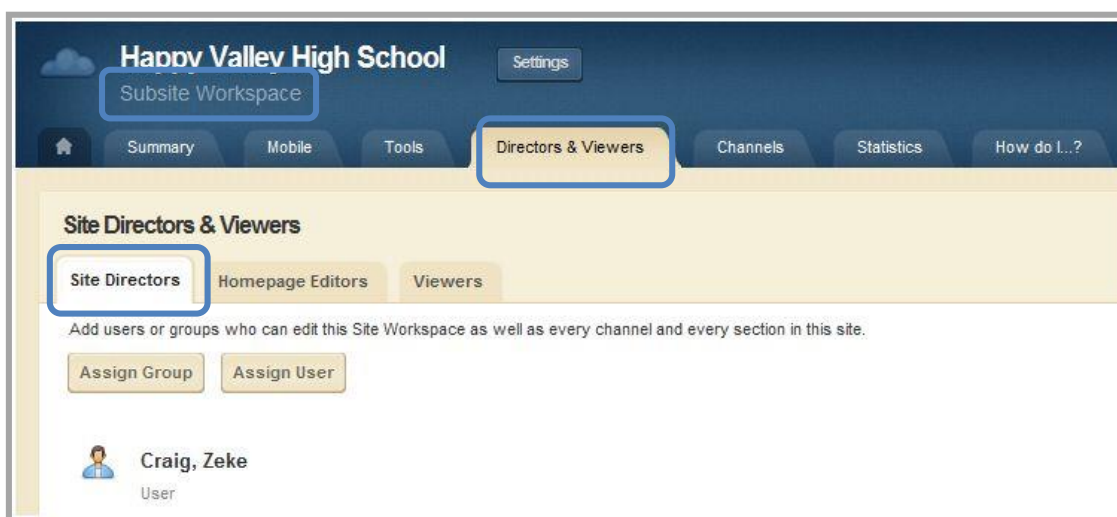 Happy Valley High School Settings
Subsite Workspace
Summary Mobile Tools Directors & Viewers Channels Statistics How do I...?
Site Directors & Viewers
Site Directors Homepage Editors Viewers
Add users or groups who can edit this Site Workspace as well as every channel and every section in this site.
Assign Group Assign User
Craig, Zeke
User